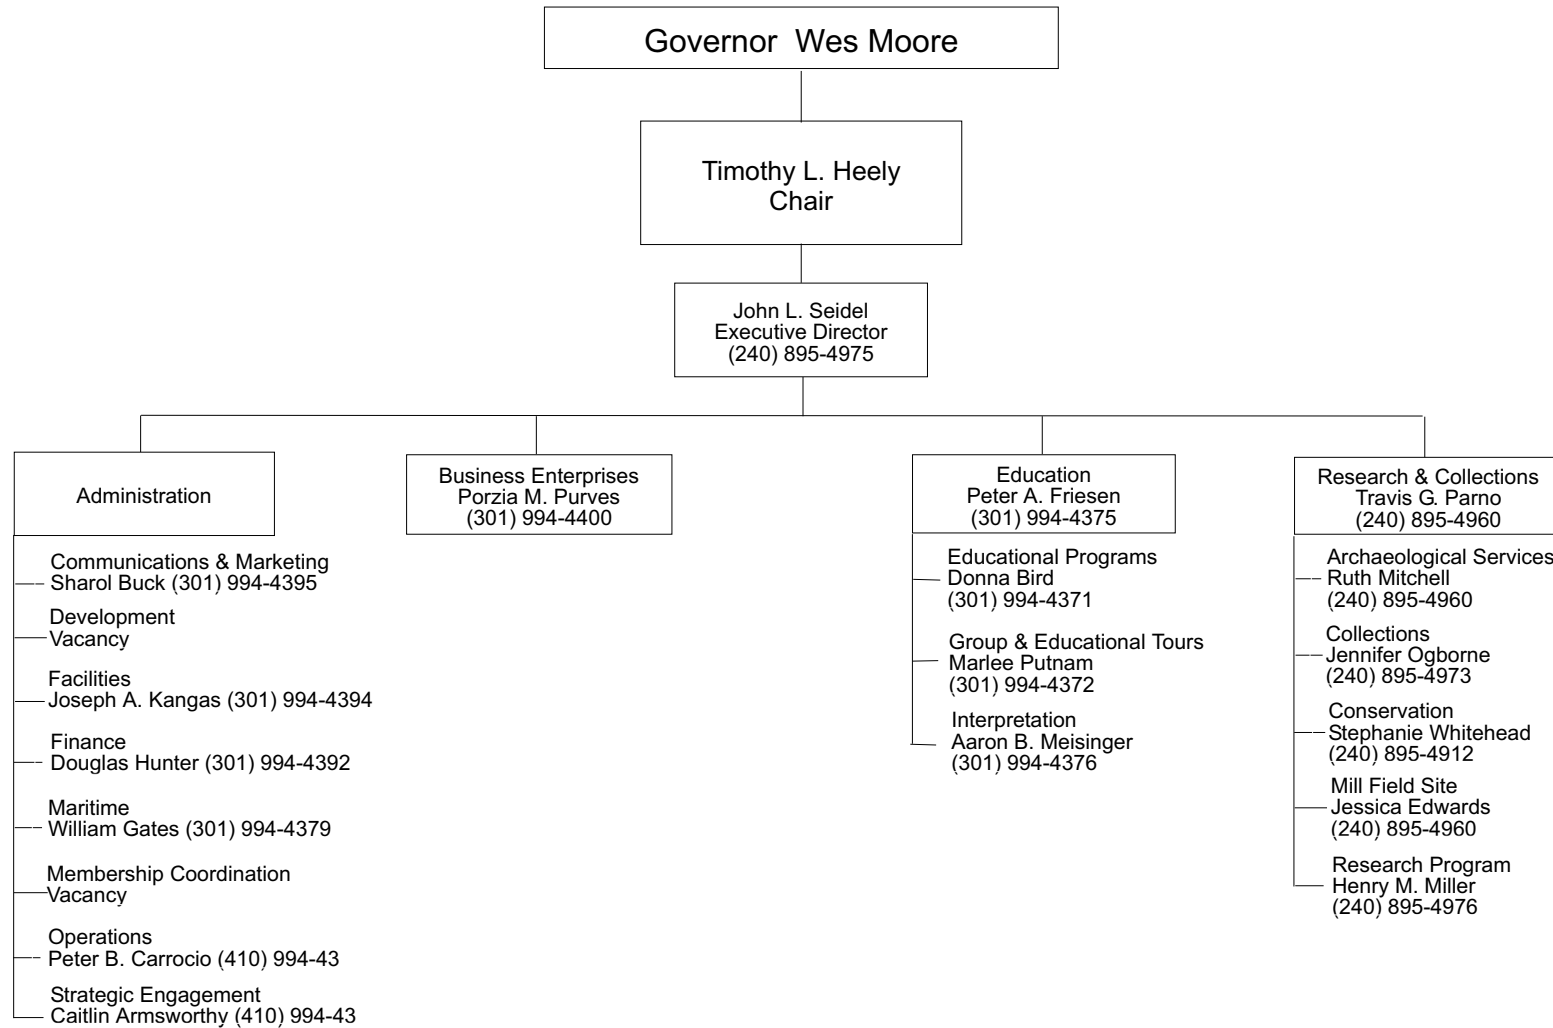 Governor Wes Moore
Timothy L. Heely
Chair
John L. Seidel
Executive Director
(240) 895-4975
Administration
Communications & Marketing
Sharol Buck (301) 994-4395
Development
Vacancy
Facilities
Joseph A. Kangas (301) 994-4394
Finance
Douglas Hunter (301) 994-4392
Maritime
William Gates (301) 994-4379
Membership Coordination
Vacancy
Operations
Peter B. Carrocio (410) 994-43
Strategic Engagement
Caitlin Armsworthy (410) 994-43
Business Enterprises
Porzia M. Purves
(301) 994-4400
Education
Peter A. Friesen
(301) 994-4375
Educational Programs
Donna Bird
(301) 994-4371
Group & Educational Tours
Marlee Putnam
(301) 994-4372
Interpretation
Aaron B. Meisinger
(301) 994-4376
Research & Collections
Travis G. Parno
(240) 895-4960
Archaeological Services
Ruth Mitchell
(240) 895-4960
Collections
Jennifer Ogborne
(240) 895-4973
Conservation
Stephanie Whitehead
(240) 895-4912
Mill Field Site
Jessica Edwards
(240) 895-4960
Research Program
Henry M. Miller
(240) 895-4976